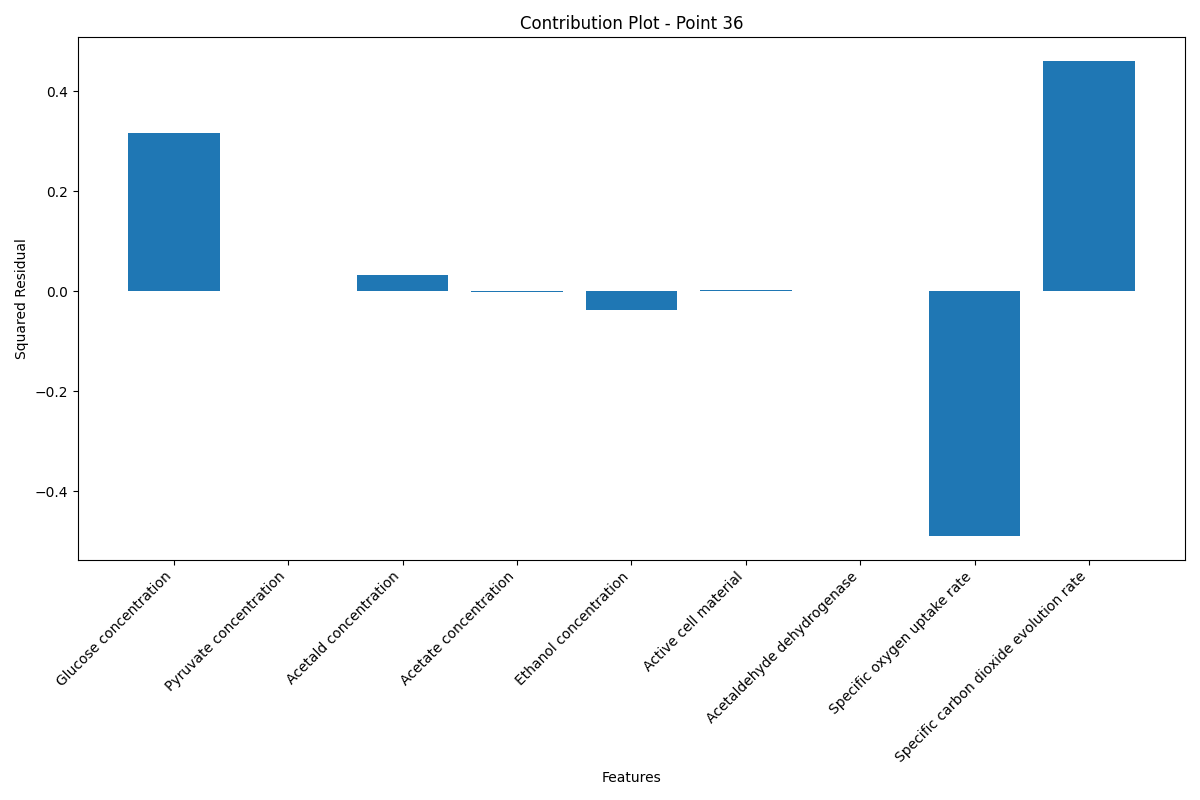 Contribution Plot - Point 36
Squared Residual
0.4
0.2
0.0
−0.2
−0.4
Glucose concentration
Pyruvate concentration
Acetald concentration
Acetate concentration
Ethanol concentration
Active cell material
Acetaldehyde dehydrogenase
Specific oxygen uptake rate
Specific carbon dioxide evolution rate
Features